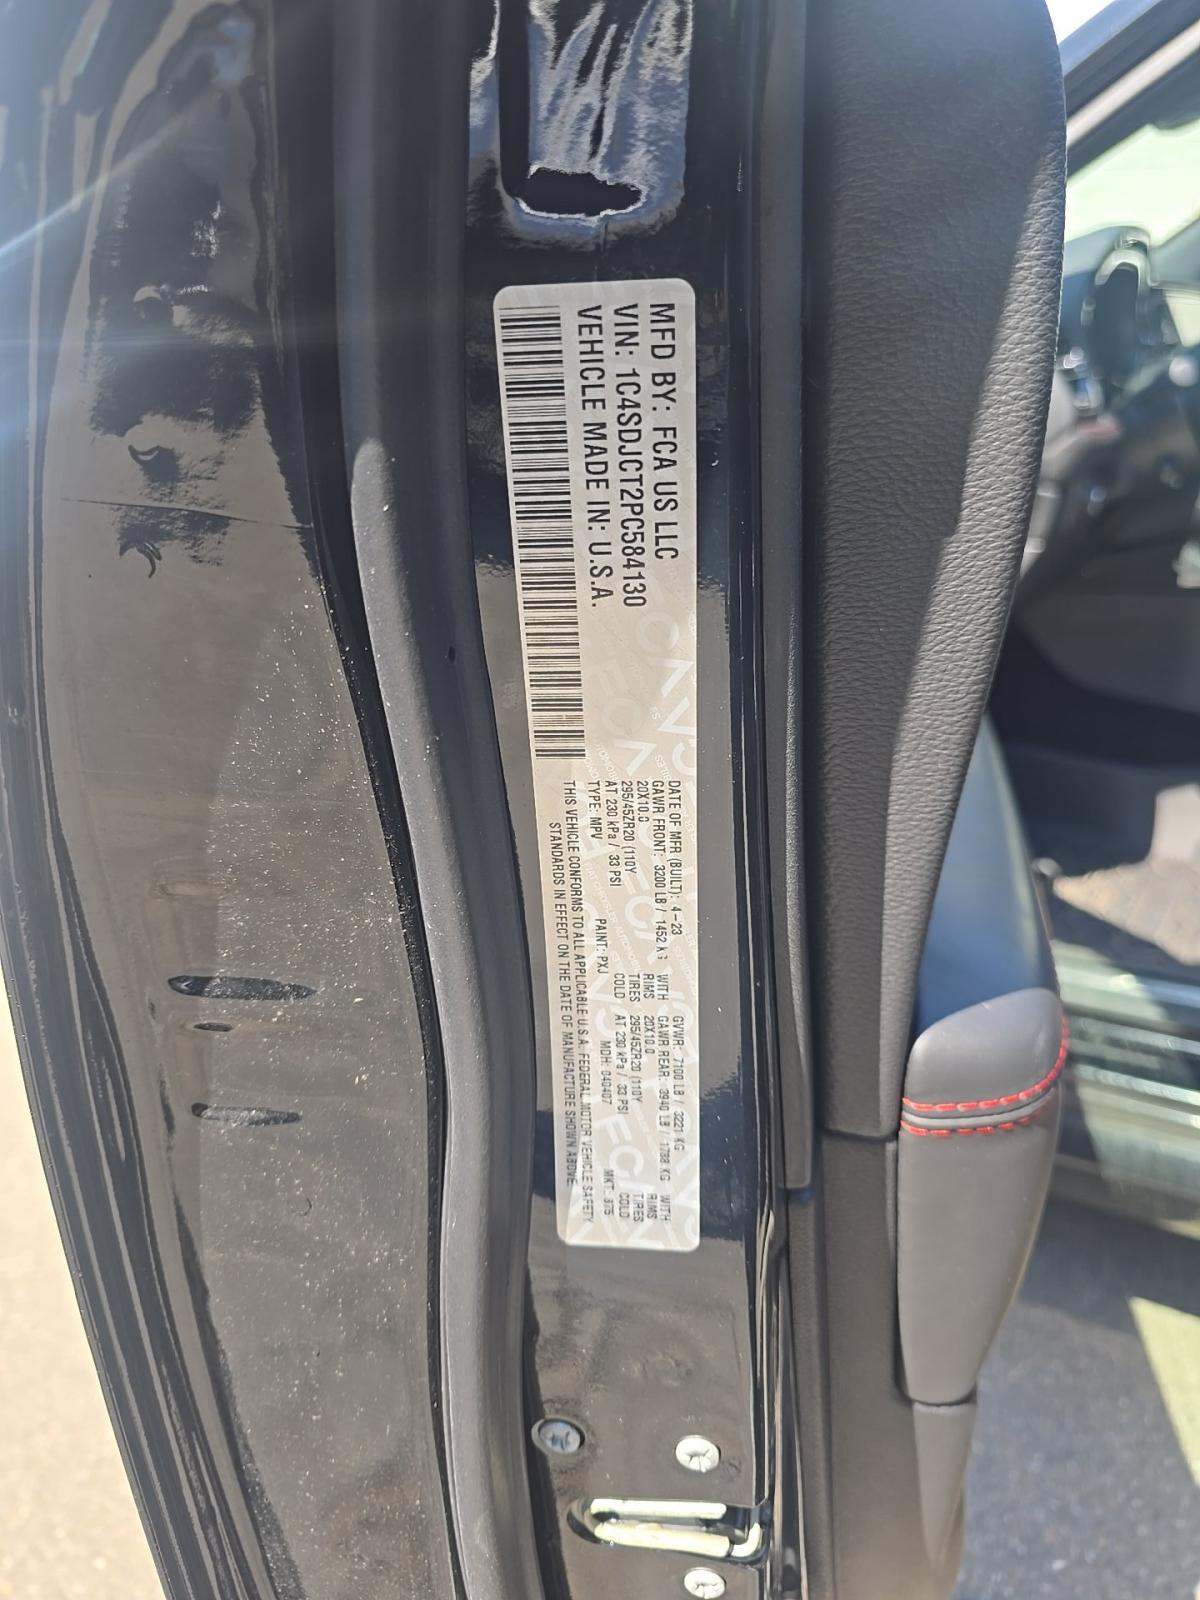 MFD BY: FCA US LLC
VIN: 1C4SDJCT2PC584130
VEHICLE MADE IN: U.S.A.
DATE OF MFR (BUILT): 4-23 GVWR: 7100 LB / 3221 KG
GAWR FRONT: 3200 LB / 1452 KG WITH GAWR REAR: 3940 LB / 1788 KG WITH
20X10.0 RIMS 20X10.0 RIMS
295/45ZR20 (110Y TIRES 295/45ZR20 (110Y TIRES
AT 230 kPa / 33 PSI COLD AT 230 kPa / 33 PSI COLD
TYPE: MPV PAINT: PXJ MDH: 040407 MKT:
THIS VEHICLE CONFORMS TO ALL APPLICABLE U.S.A. FEDERAL MOTOR VEHICLE SAFETY
STANDARDS IN EFFECT ON THE DATE OF MANUFACTURE SHOWN ABOVE.